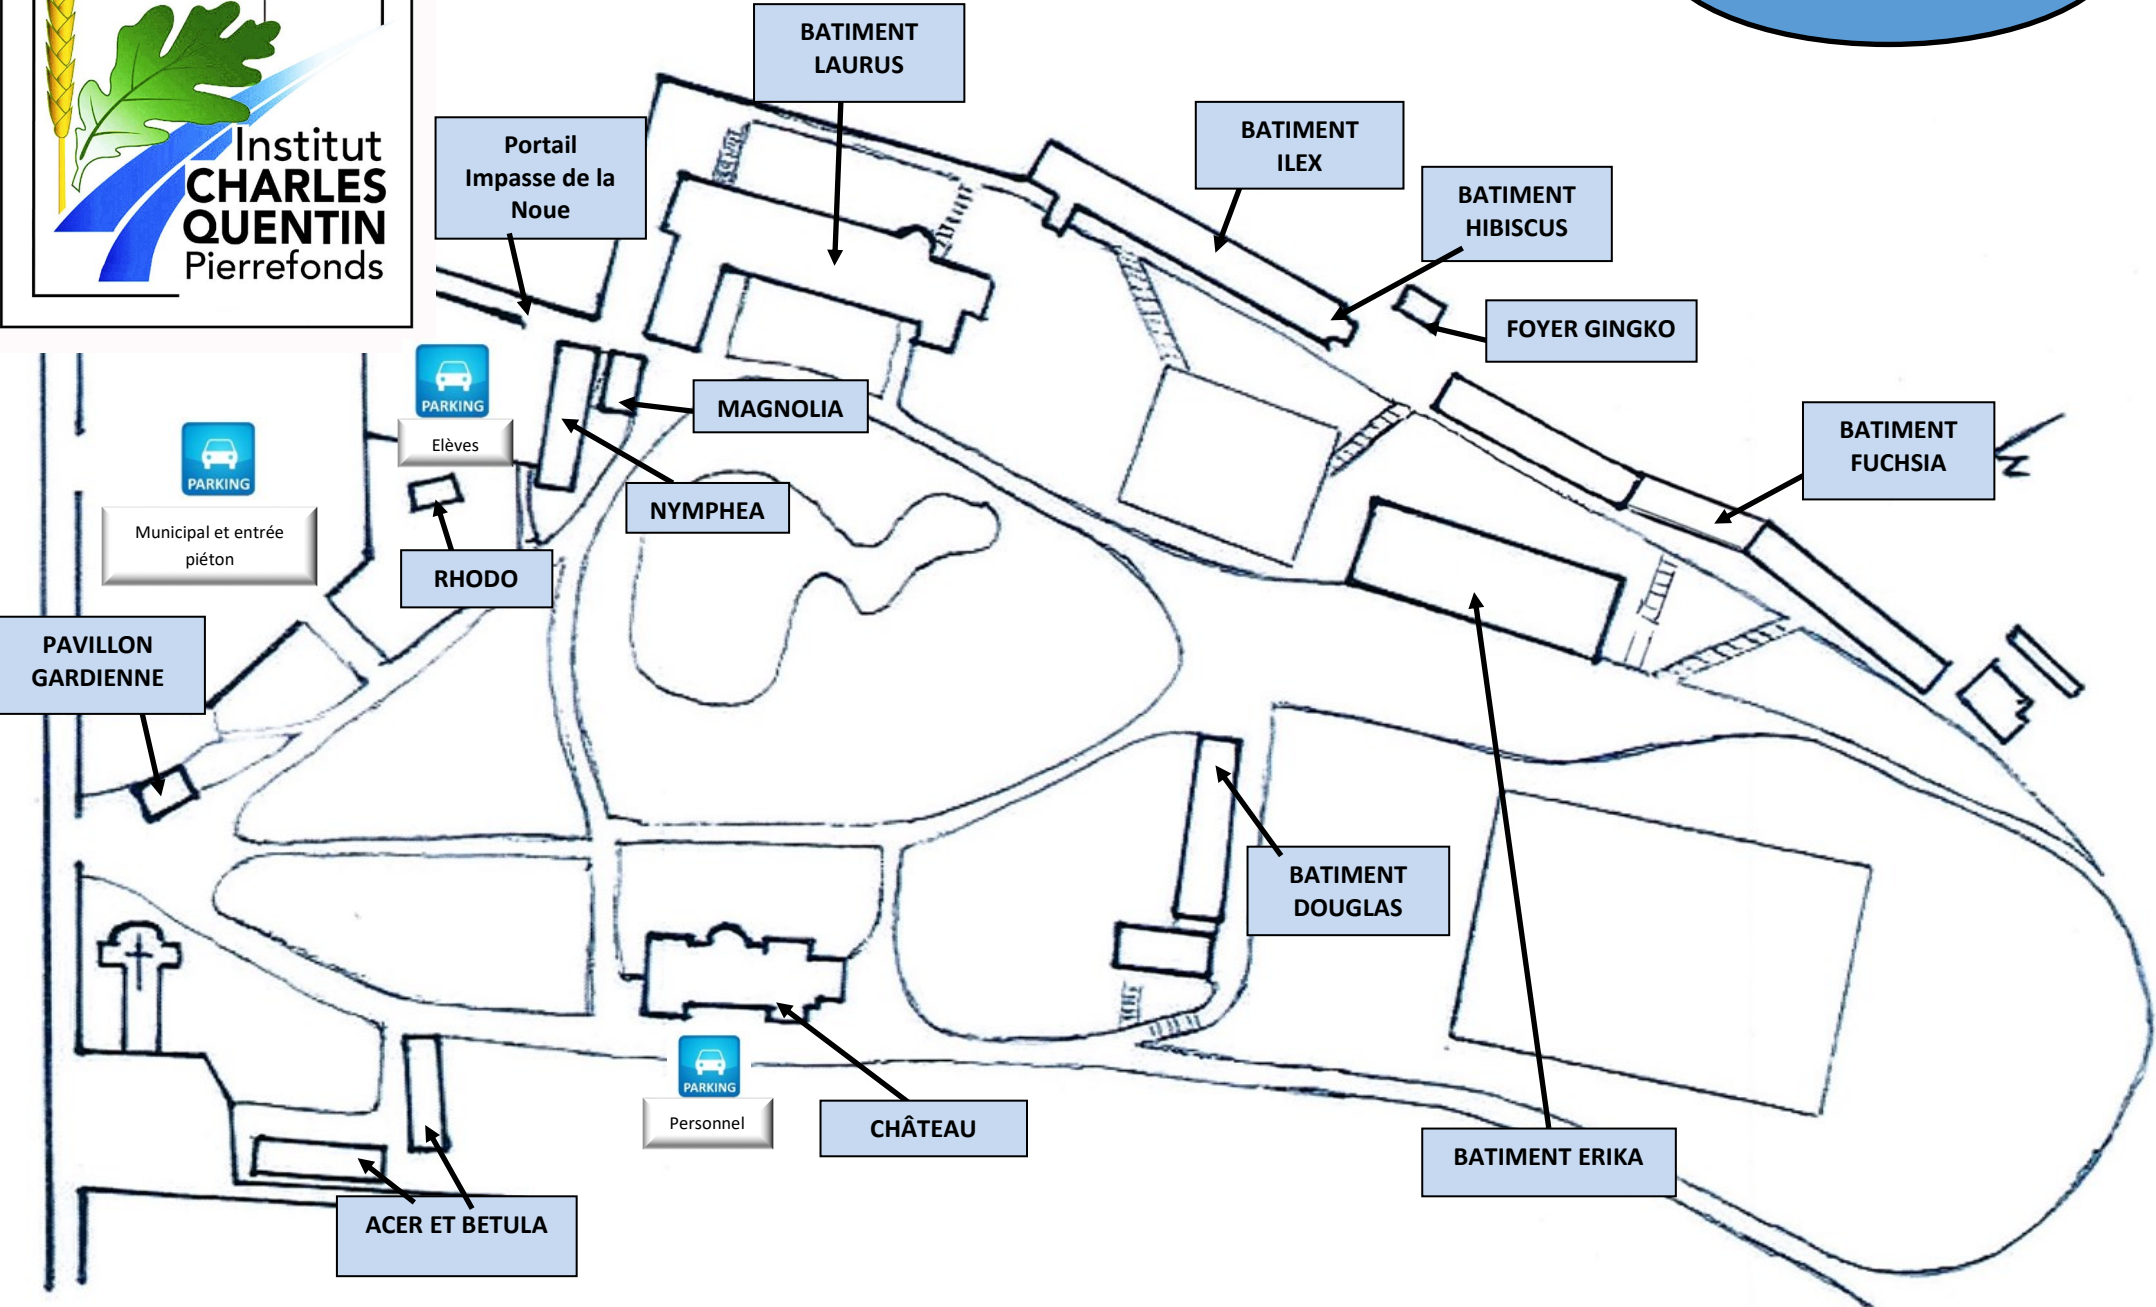 Institut
CHARLES
QUENTIN
Pierrefonds
BATIMENT
LAURUS
Portail
Impasse de la
Noue
BATIMENT
ILEX
BATIMENT
HIBISCUS
FOYER GINGKO
PARKING
Elèves
MAGNOLIA
BATIMENT
FUCHSIA
N
PARKING
Municipal et entrée
piéton
NYMPHEA
RHODO
PAVILLON
GARDIENNE
BATIMENT
DOUGLAS
PARKING
Personnel
CHÂTEAU
BATIMENT ERIKA
ACER ET BETULA